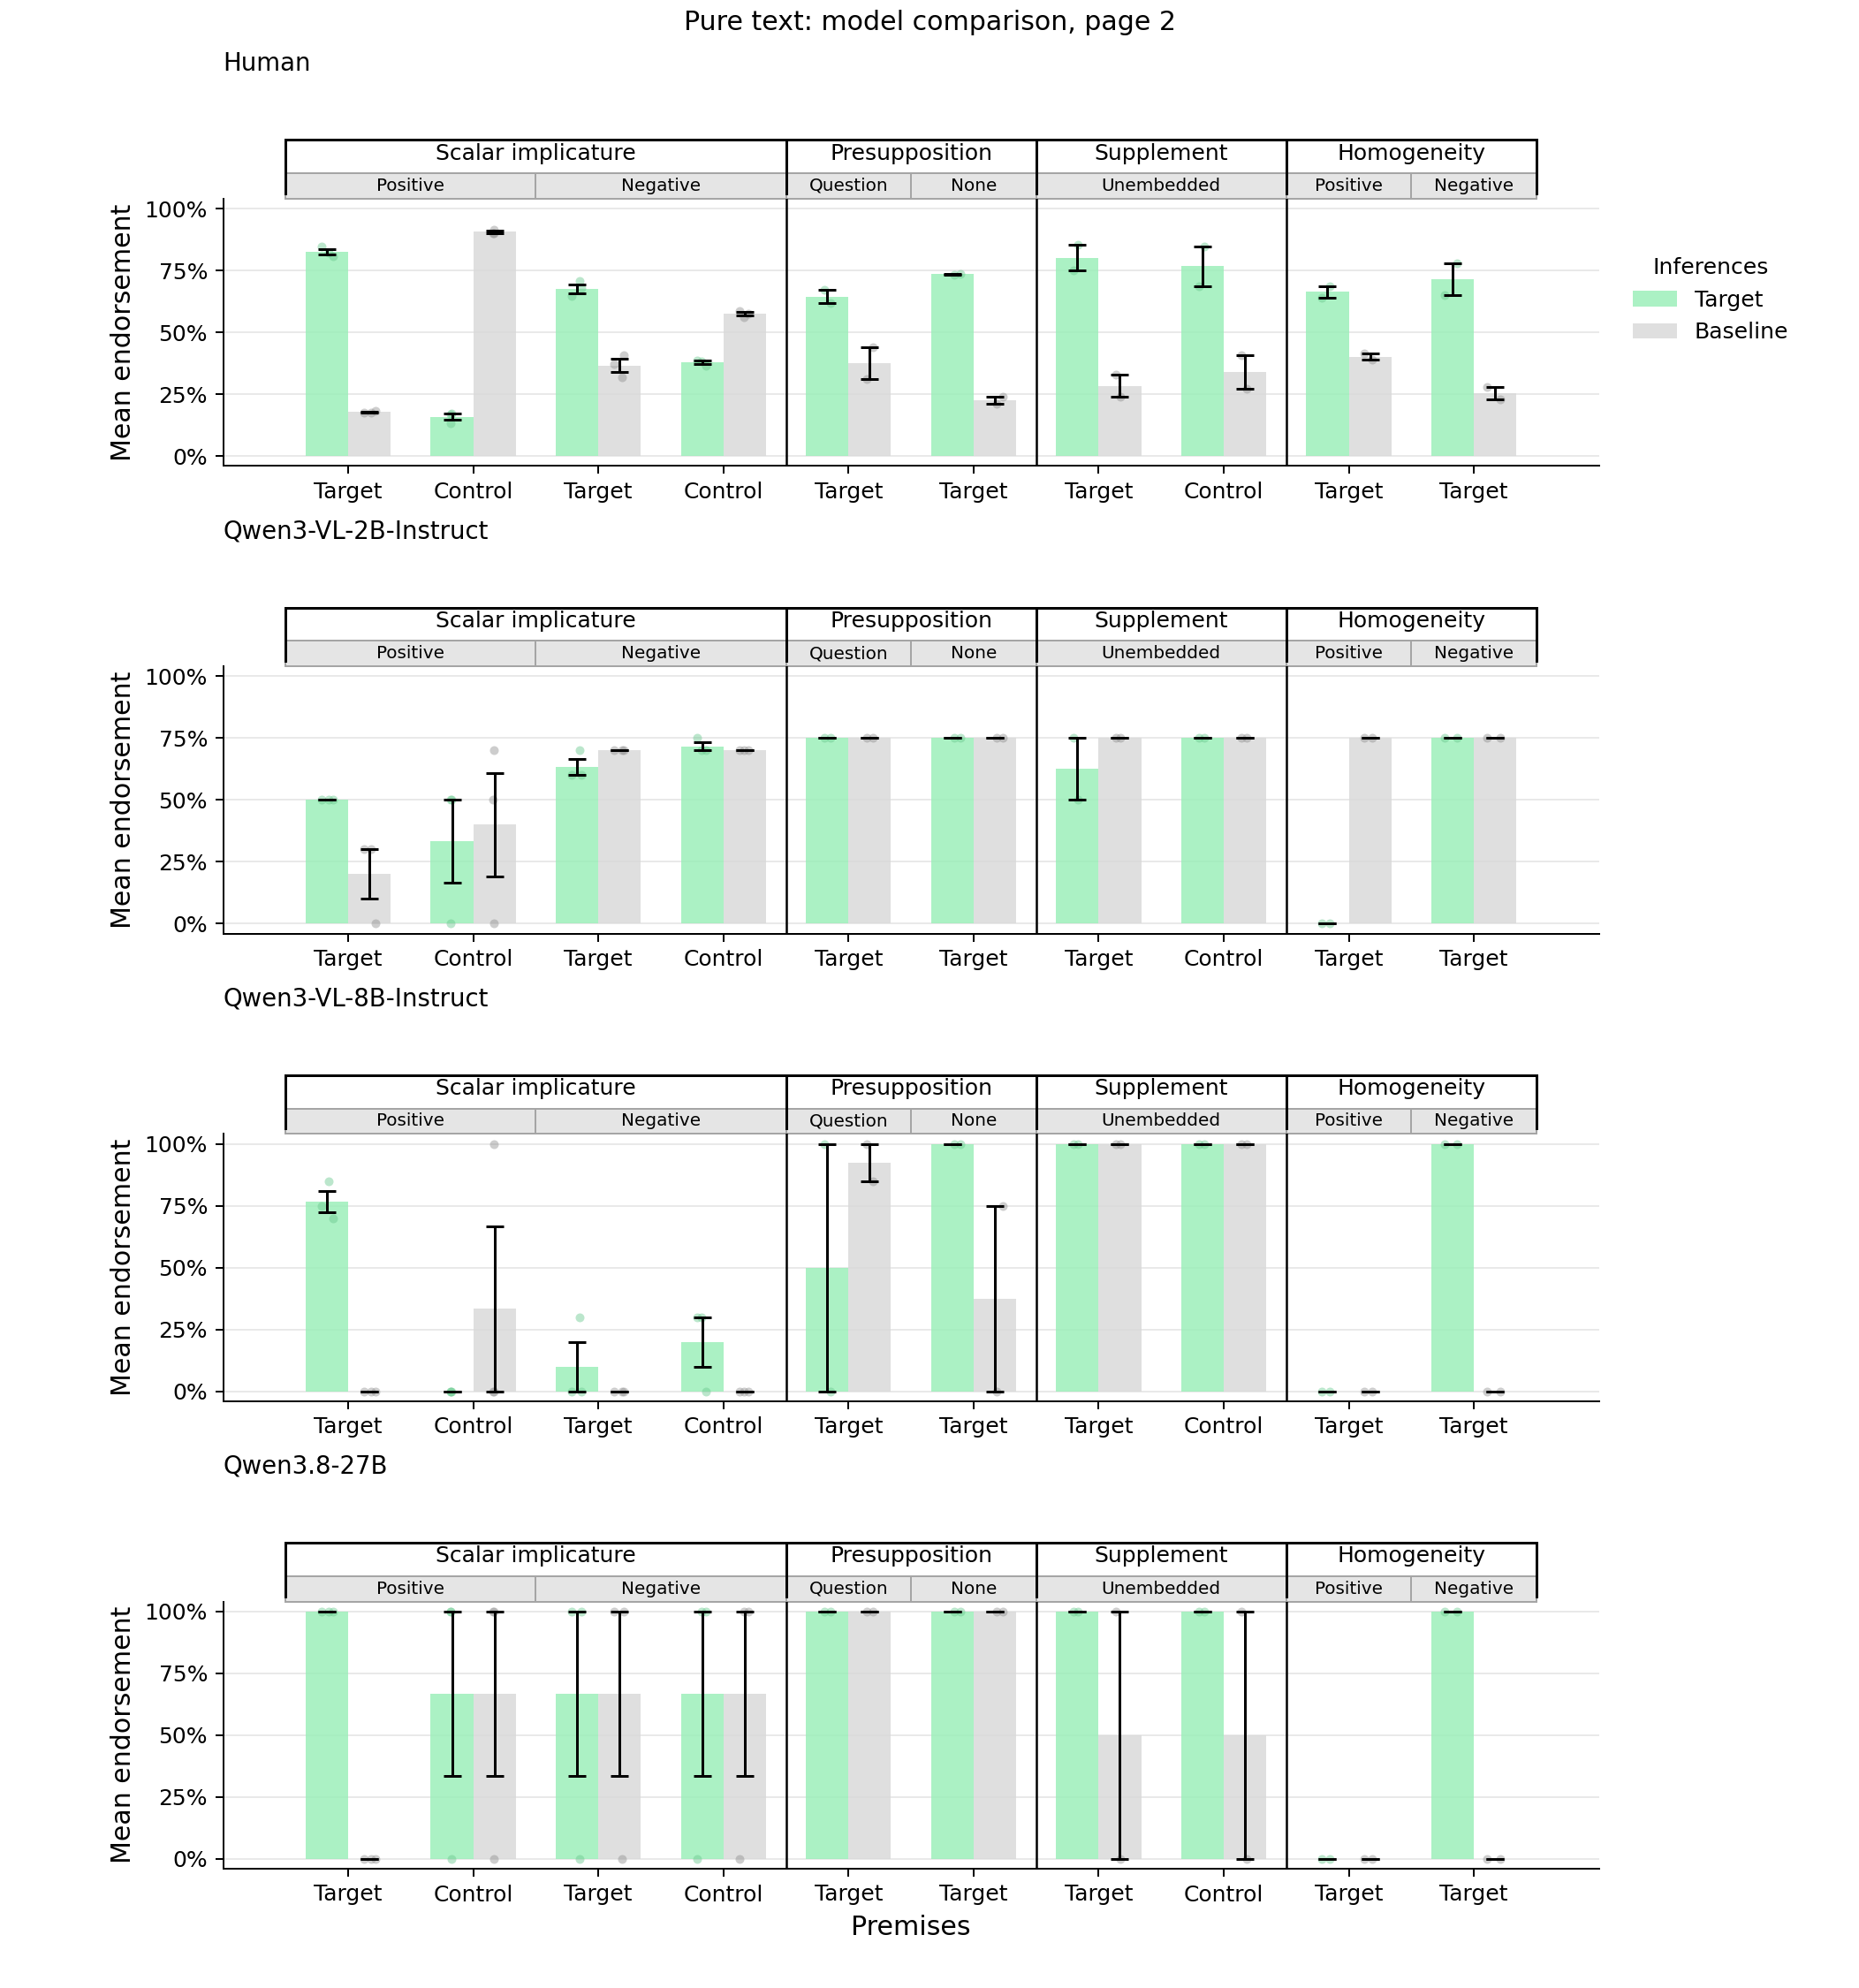 Pure text: model comparison, page 2
Human
Scalar implicature Presupposition Supplement Homogeneity
Positive Negative Question None Unembedded Positive Negative
Mean endorsement
100%
75%
50%
25%
0%
Target Control Target Control Target Target Target Control Target Target
Inferences
Target
Baseline
Qwen3-VL-2B-Instruct
Scalar implicature Presupposition Supplement Homogeneity
Positive Negative Question None Unembedded Positive Negative
Mean endorsement
100%
75%
50%
25%
0%
Target Control Target Control Target Target Target Control Target Target
Qwen3-VL-8B-Instruct
Scalar implicature Presupposition Supplement Homogeneity
Positive Negative Question None Unembedded Positive Negative
Mean endorsement
100%
75%
50%
25%
0%
Target Control Target Control Target Target Target Control Target Target
Qwen3.8-27B
Scalar implicature Presupposition Supplement Homogeneity
Positive Negative Question None Unembedded Positive Negative
Mean endorsement
100%
75%
50%
25%
0%
Target Control Target Control Target Target Target Control Target Target
Premises